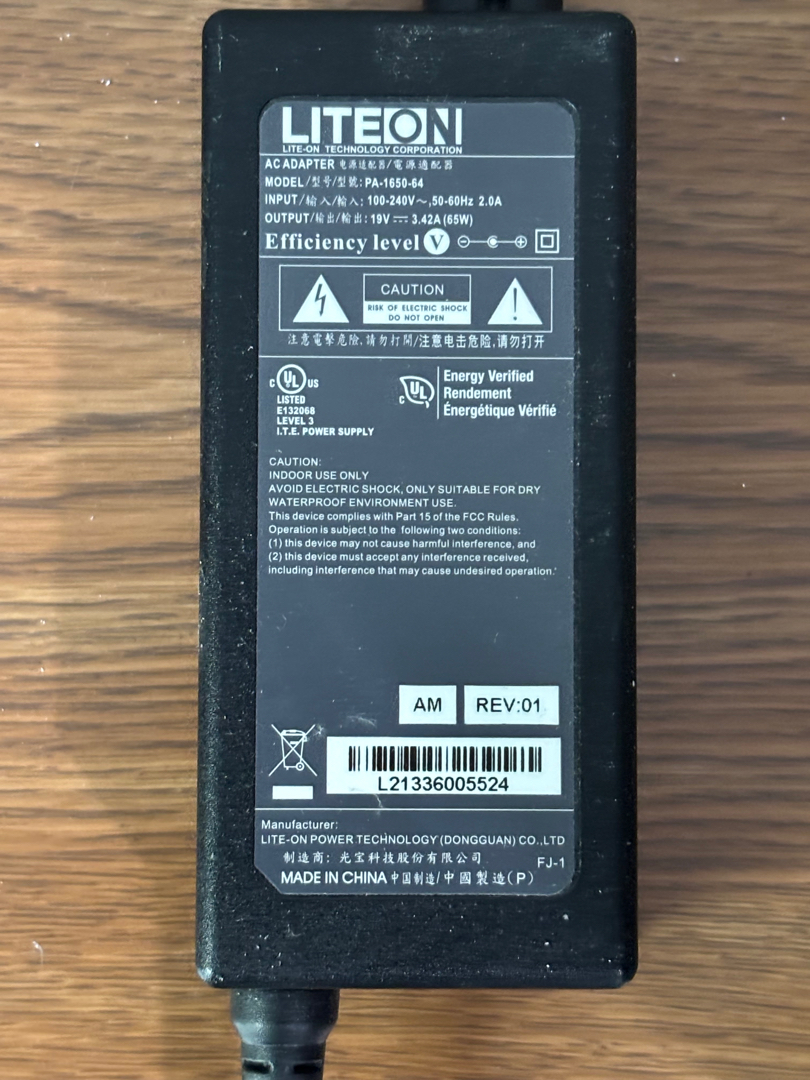 LITEON
LITE-ON TECHNOLOGY CORPORATION
AC ADAPTER 电源适配器/電源適配器
MODEL/型号/型號: PA-1650-64
INPUT/输入/輸入: 100-240V～,50-60Hz 2.0A
OUTPUT/输出/輸出: 19V ⎓ 3.42A (65W)
Efficiency level V
CAUTION
RISK OF ELECTRIC SHOCK
DO NOT OPEN
注意電擊危險,請勿打開/注意电击危险,请勿打开
C UL US
LISTED
E132068
LEVEL 3
I.T.E. POWER SUPPLY
C UL
Energy Verified
Rendement
Énergétique Vérifié
CAUTION:
INDOOR USE ONLY
AVOID ELECTRIC SHOCK, ONLY SUITABLE FOR DRY
WATERPROOF ENVIRONMENT USE.
This device complies with Part 15 of the FCC Rules.
Operation is subject to the following two conditions:
(1) this device may not cause harmful interference, and
(2) this device must accept any interference received,
including interference that may cause undesired operation.
AM REV:01
L21336005524
Manufacturer:
LITE-ON POWER TECHNOLOGY (DONGGUAN) CO.,LTD
制造商: 光宝科技股份有限公司
FJ-1
MADE IN CHINA 中国制造/中國製造(P)